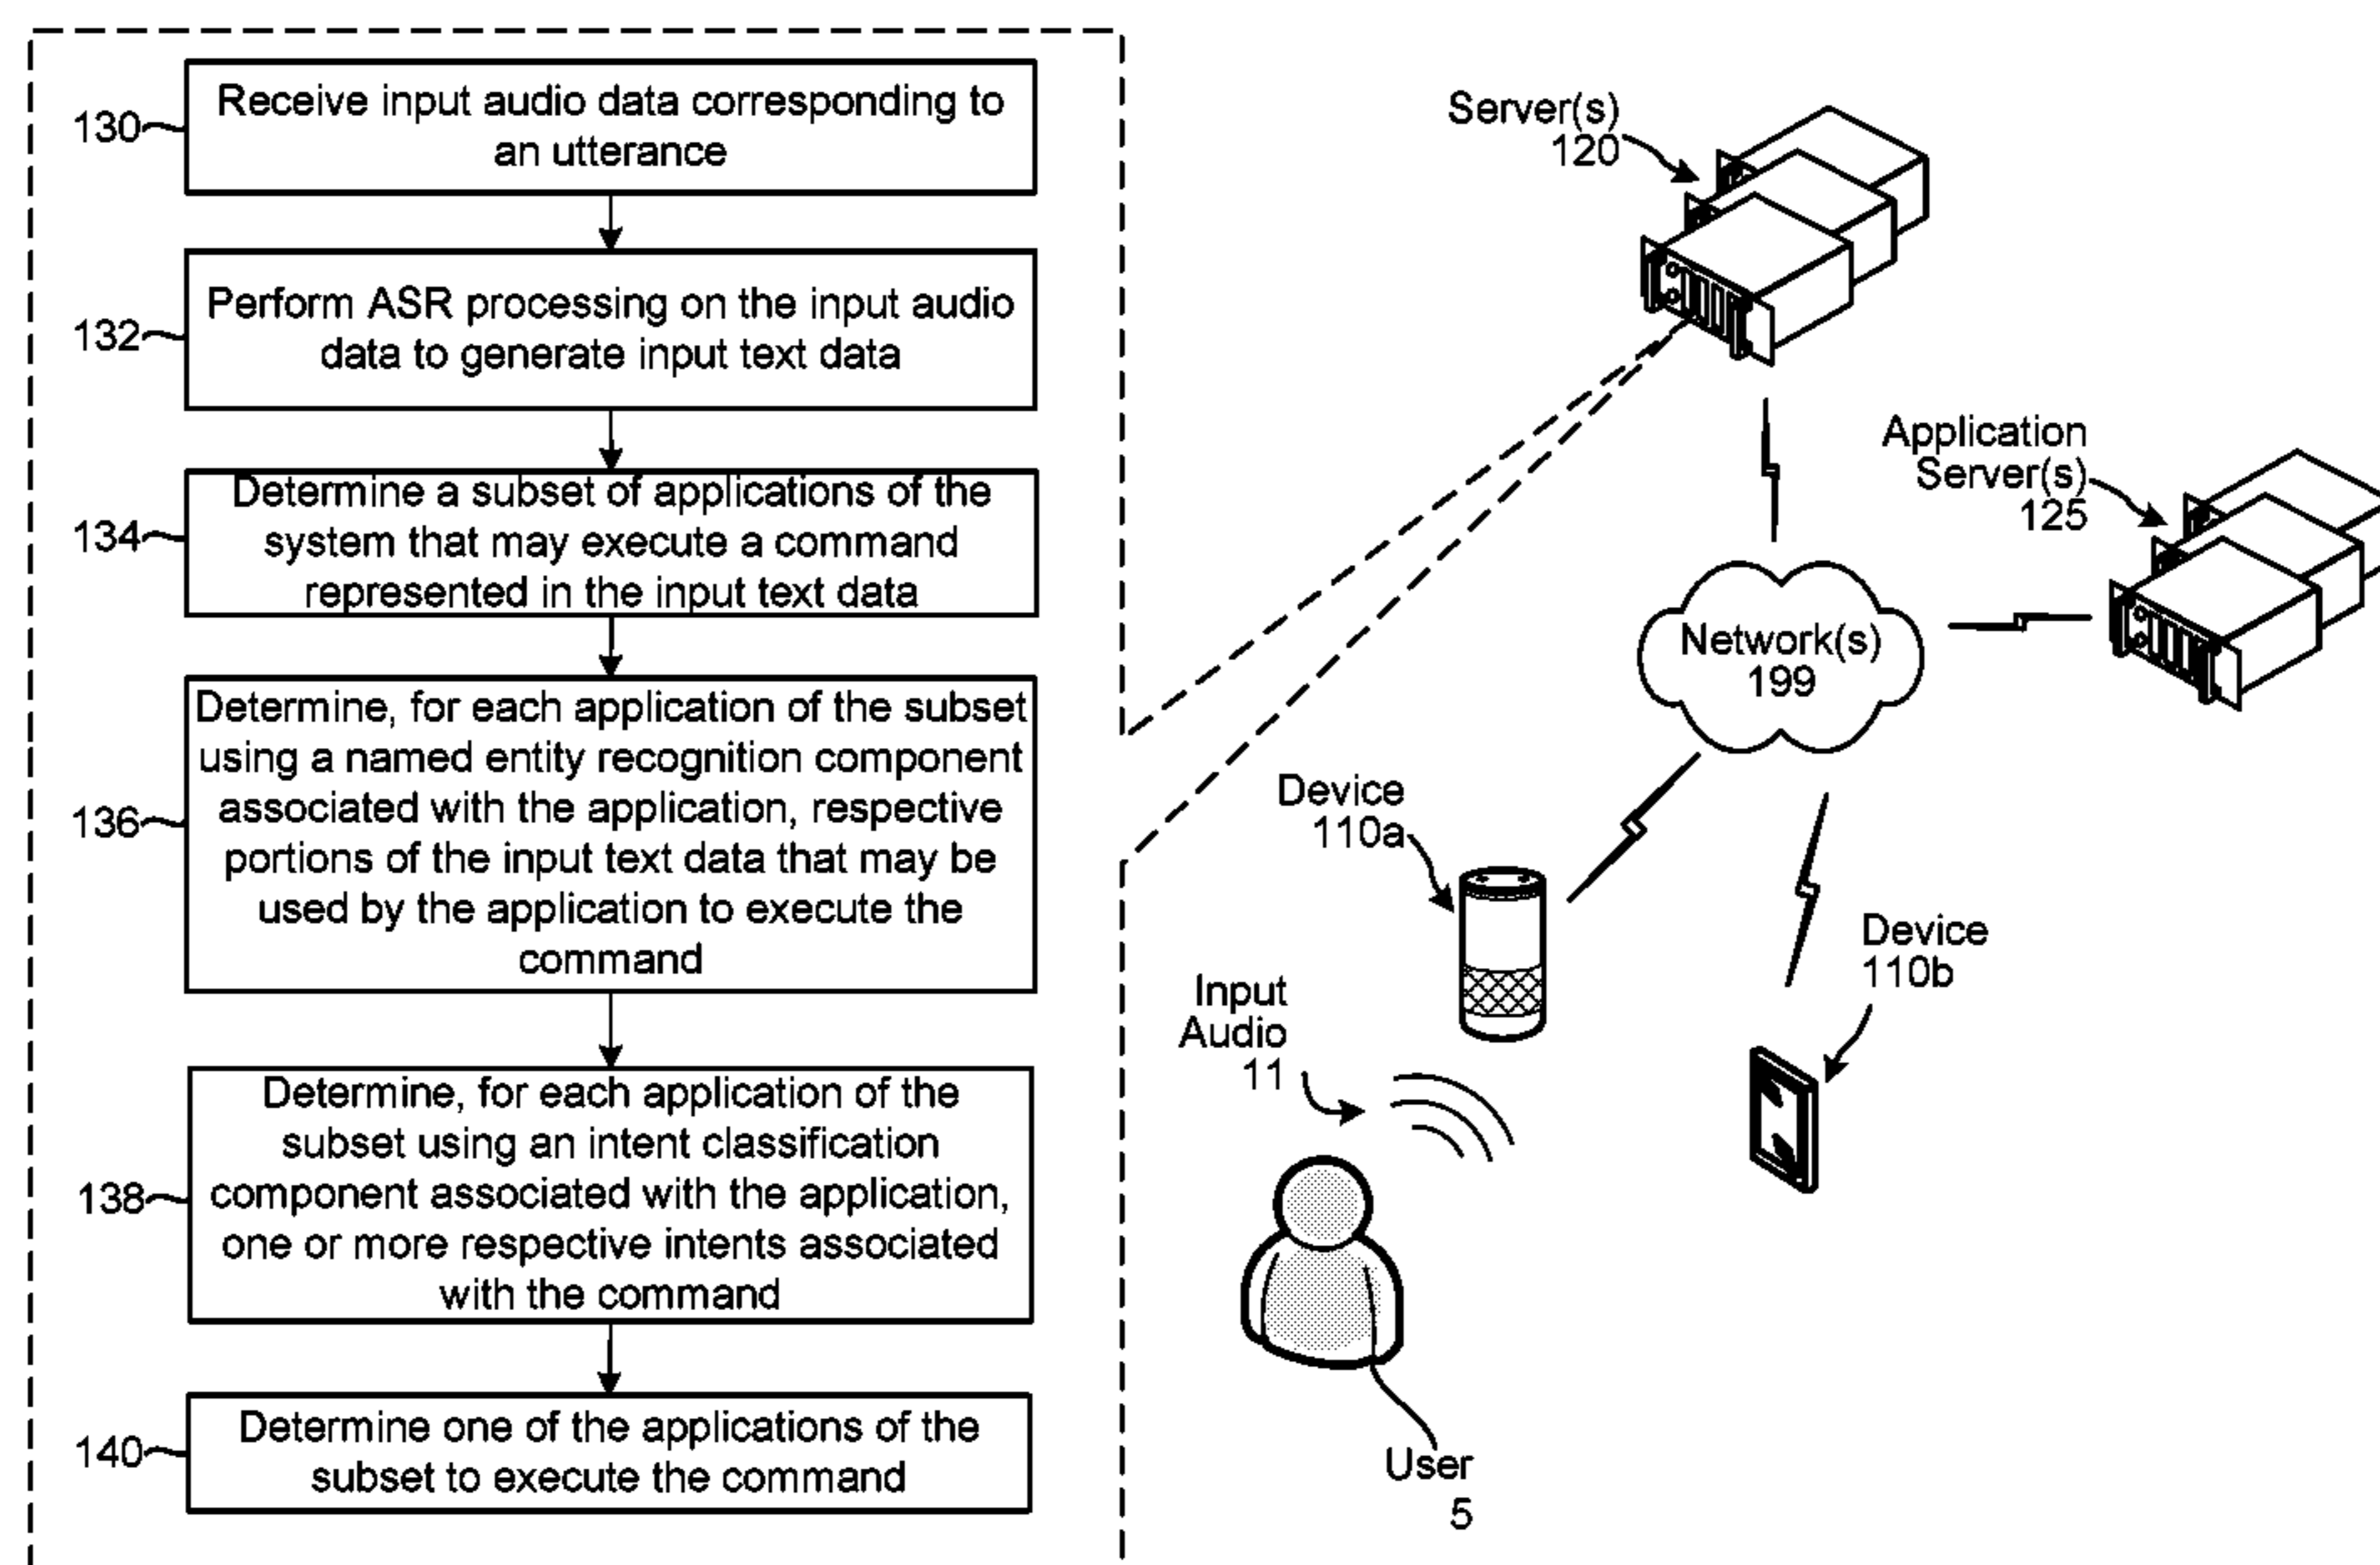 130
Receive input audio data corresponding to
an utterance
132
Perform ASR processing on the input audio
data to generate input text data
134
Determine a subset of applications of the
system that may execute a command
represented in the input text data
136
Determine, for each application of the subset
using a named entity recognition component
associated with the application, respective
portions of the input text data that may be
used by the application to execute the
command
138
Determine, for each application of the
subset using an intent classification
component associated with the application,
one or more respective intents associated
with the command
140
Determine one of the applications of the
subset to execute the command
Server(s)
120
Application
Server(s)
125
Network(s)
199
Device
110a
Device
110b
Input
Audio
11
User
5